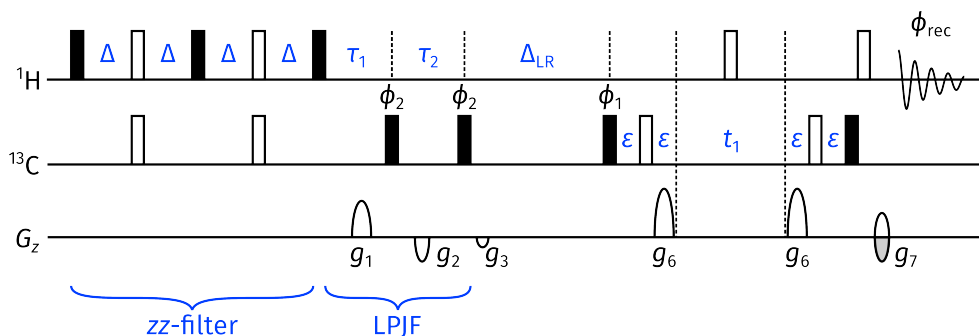 ϕrec
Δ Δ Δ Δ τ1 τ2 ΔLR
¹H
ϕ2 ϕ2 ϕ1
ε ε t1 ε ε
¹³C
Gz
g1 g2 g3 g6 g6 g7
zz-filter LPJF